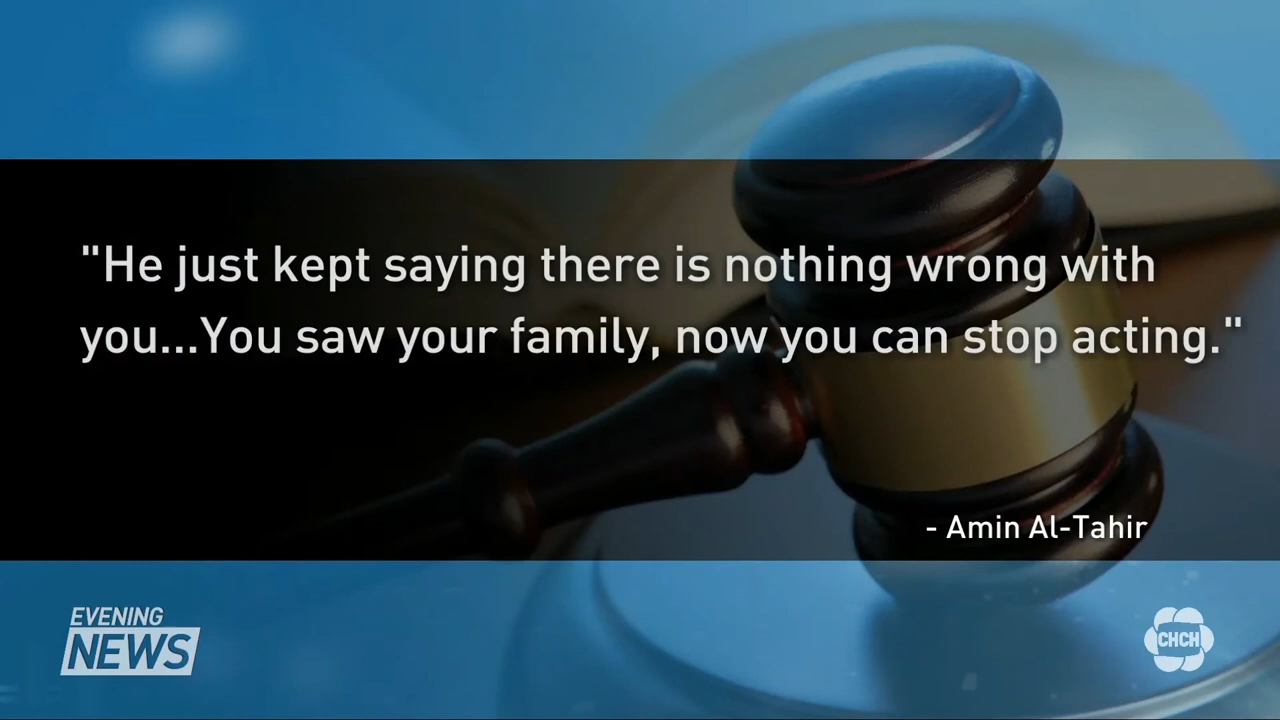 "He just kept saying there is nothing wrong with
you...You saw your family, now you can stop acting."
- Amin Al-Tahir
EVENING
NEWS
CHCH